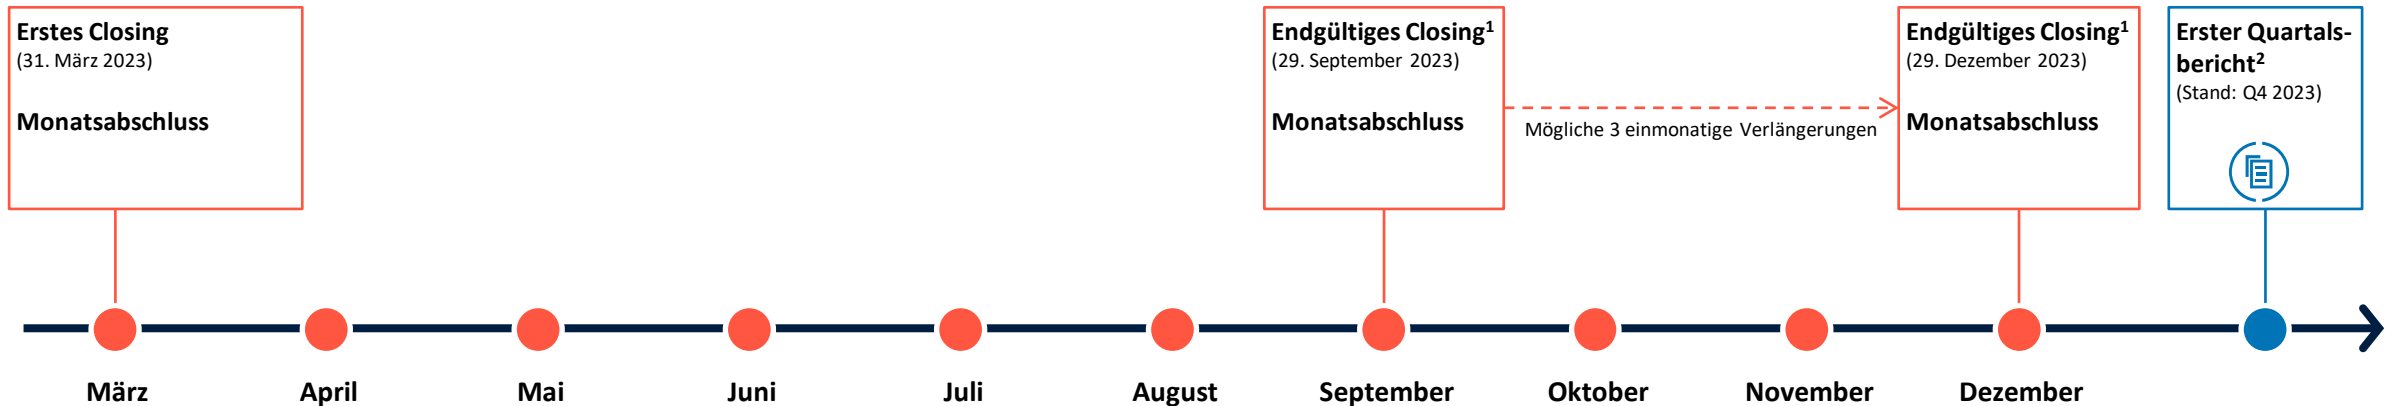 Erstes Closing
(31. März 2023)
Monatsabschluss
Endgültiges Closing¹
(29. September 2023)
Monatsabschluss
Mögliche 3 einmonatige Verlängerungen
Endgültiges Closing¹
(29. Dezember 2023)
Monatsabschluss
Erster Quartals-
bericht²
(Stand: Q4 2023)
März
April
Mai
Juni
Juli
August
September
Oktober
November
Dezember